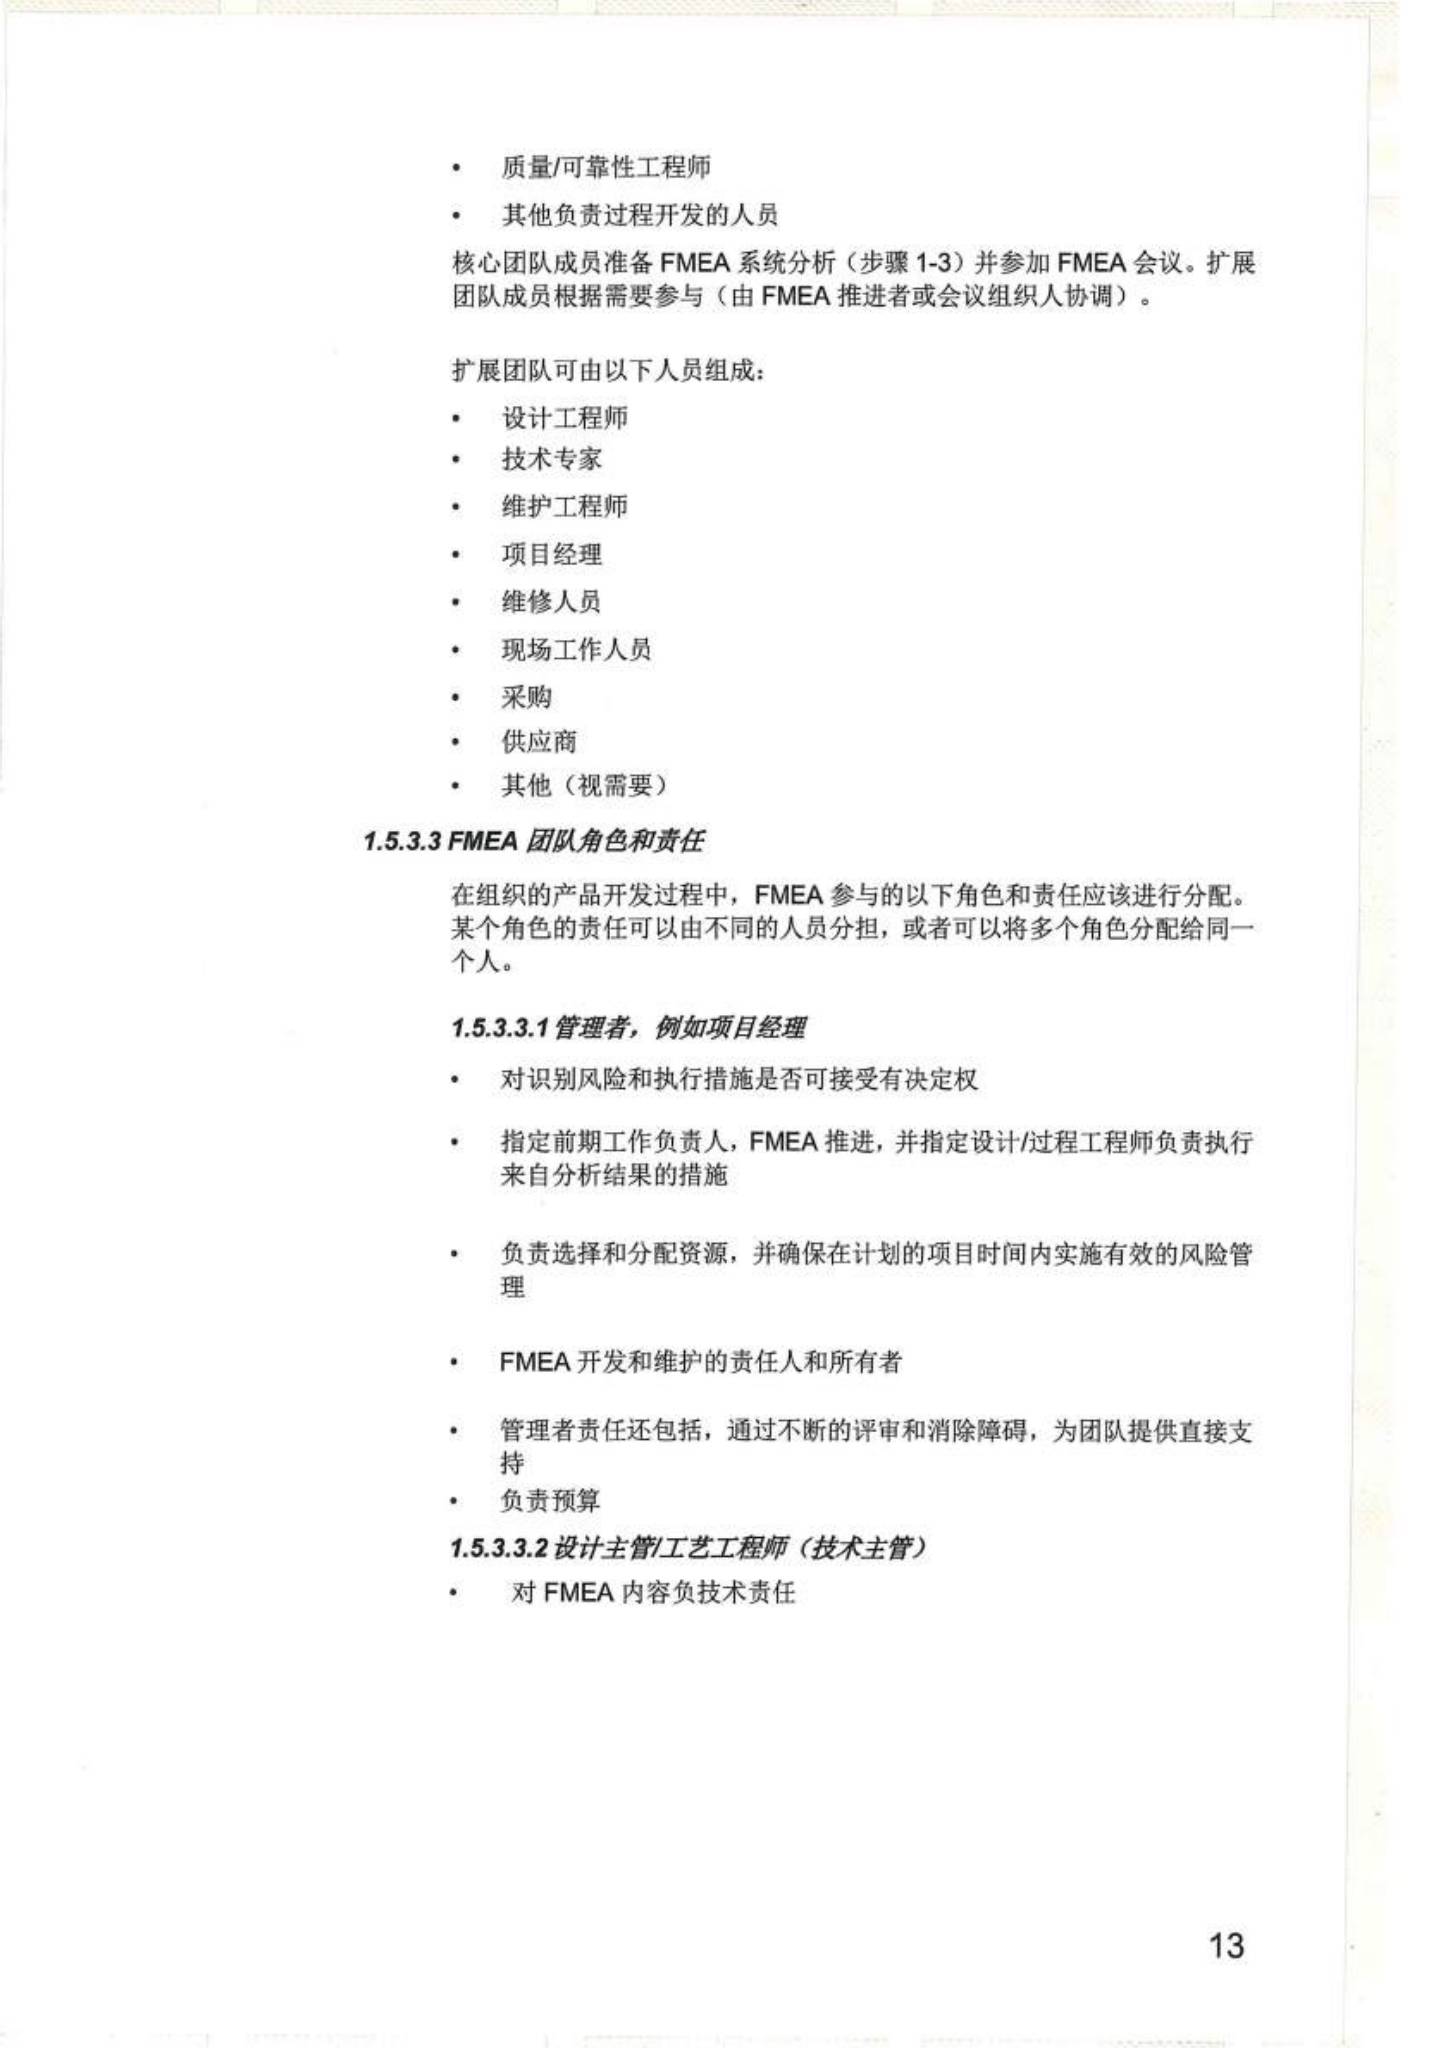 • 质量/可靠性工程师
• 其他负责过程开发的人员
核心团队成员准备 FMEA 系统分析（步骤 1-3）并参加 FMEA 会议。扩展
团队成员根据需要参与（由 FMEA 推进者或会议组织人协调）。
扩展团队可由以下人员组成：
• 设计工程师
• 技术专家
• 维护工程师
• 项目经理
• 维修人员
• 现场工作人员
• 采购
• 供应商
• 其他（视需要）
1.5.3.3 FMEA 团队角色和责任
在组织的产品开发过程中，FMEA 参与的以下角色和责任应该进行分配。
某个角色的责任可以由不同的人员分担，或者可以将多个角色分配给同一
个人。
1.5.3.3.1 管理者，例如项目经理
• 对识别风险和执行措施是否可接受有决定权
• 指定前期工作负责人，FMEA 推进，并指定设计/过程工程师负责执行
来自分析结果的措施
• 负责选择和分配资源，并确保在计划的项目时间内实施有效的风险管
理
• FMEA 开发和维护的责任人和所有者
• 管理者责任还包括，通过不断的评审和消除障碍，为团队提供直接支
持
• 负责预算
1.5.3.3.2 设计主管/工艺工程师（技术主管）
• 对 FMEA 内容负技术责任
13